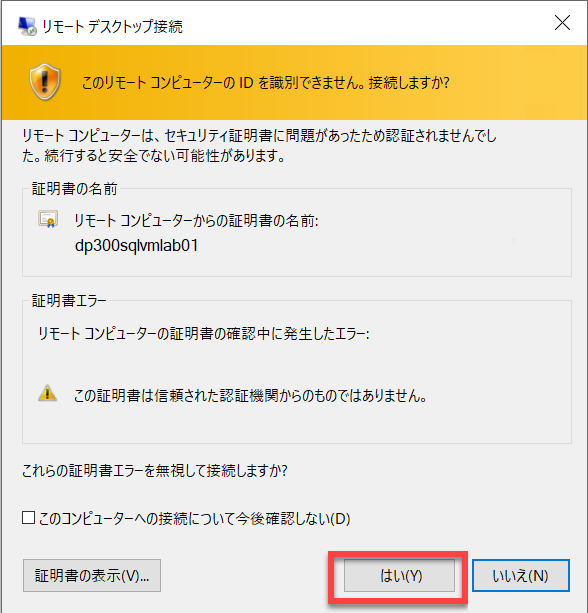 リモート デスクトップ接続
このリモート コンピューターの ID を識別できません。接続しますか?
リモート コンピューターは、セキュリティ証明書に問題があったため認証されませんでし
た。続行すると安全でない可能性があります。
証明書の名前
リモート コンピューターからの証明書の名前:
dp300sqlvmlab01
証明書エラー
リモート コンピューターの証明書の確認中に発生したエラー:
この証明書は信頼された認証機関からのものではありません。
これらの証明書エラーを無視して接続しますか?
このコンピューターへの接続について今後確認しない(D)
証明書の表示(V)... はい(Y) いいえ(N)